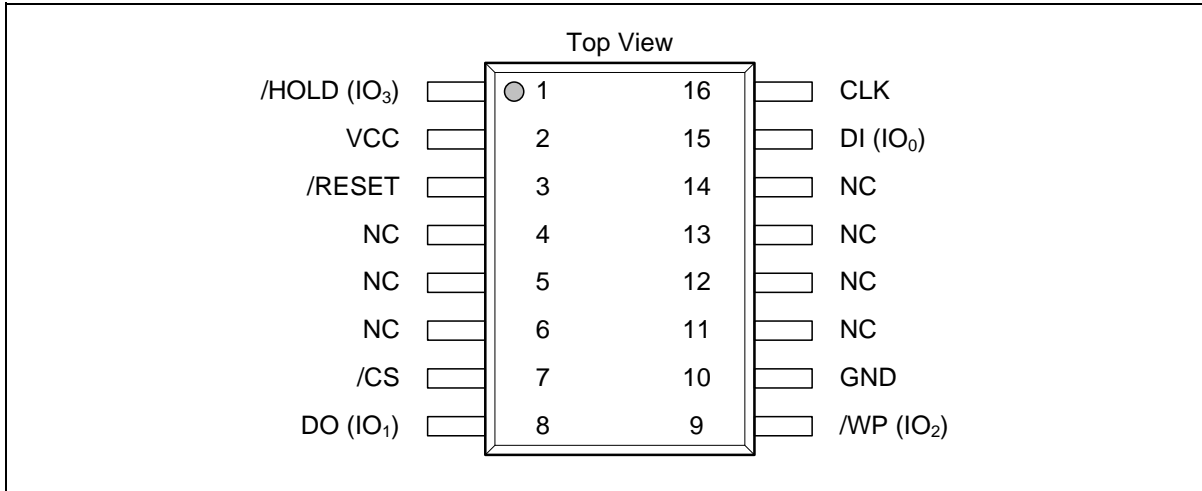 Top View
/HOLD (IO₃) 1 16 CLK
VCC 2 15 DI (IO₀)
/RESET 3 14 NC
NC 4 13 NC
NC 5 12 NC
NC 6 11 NC
/CS 7 10 GND
DO (IO₁) 8 9 /WP (IO₂)